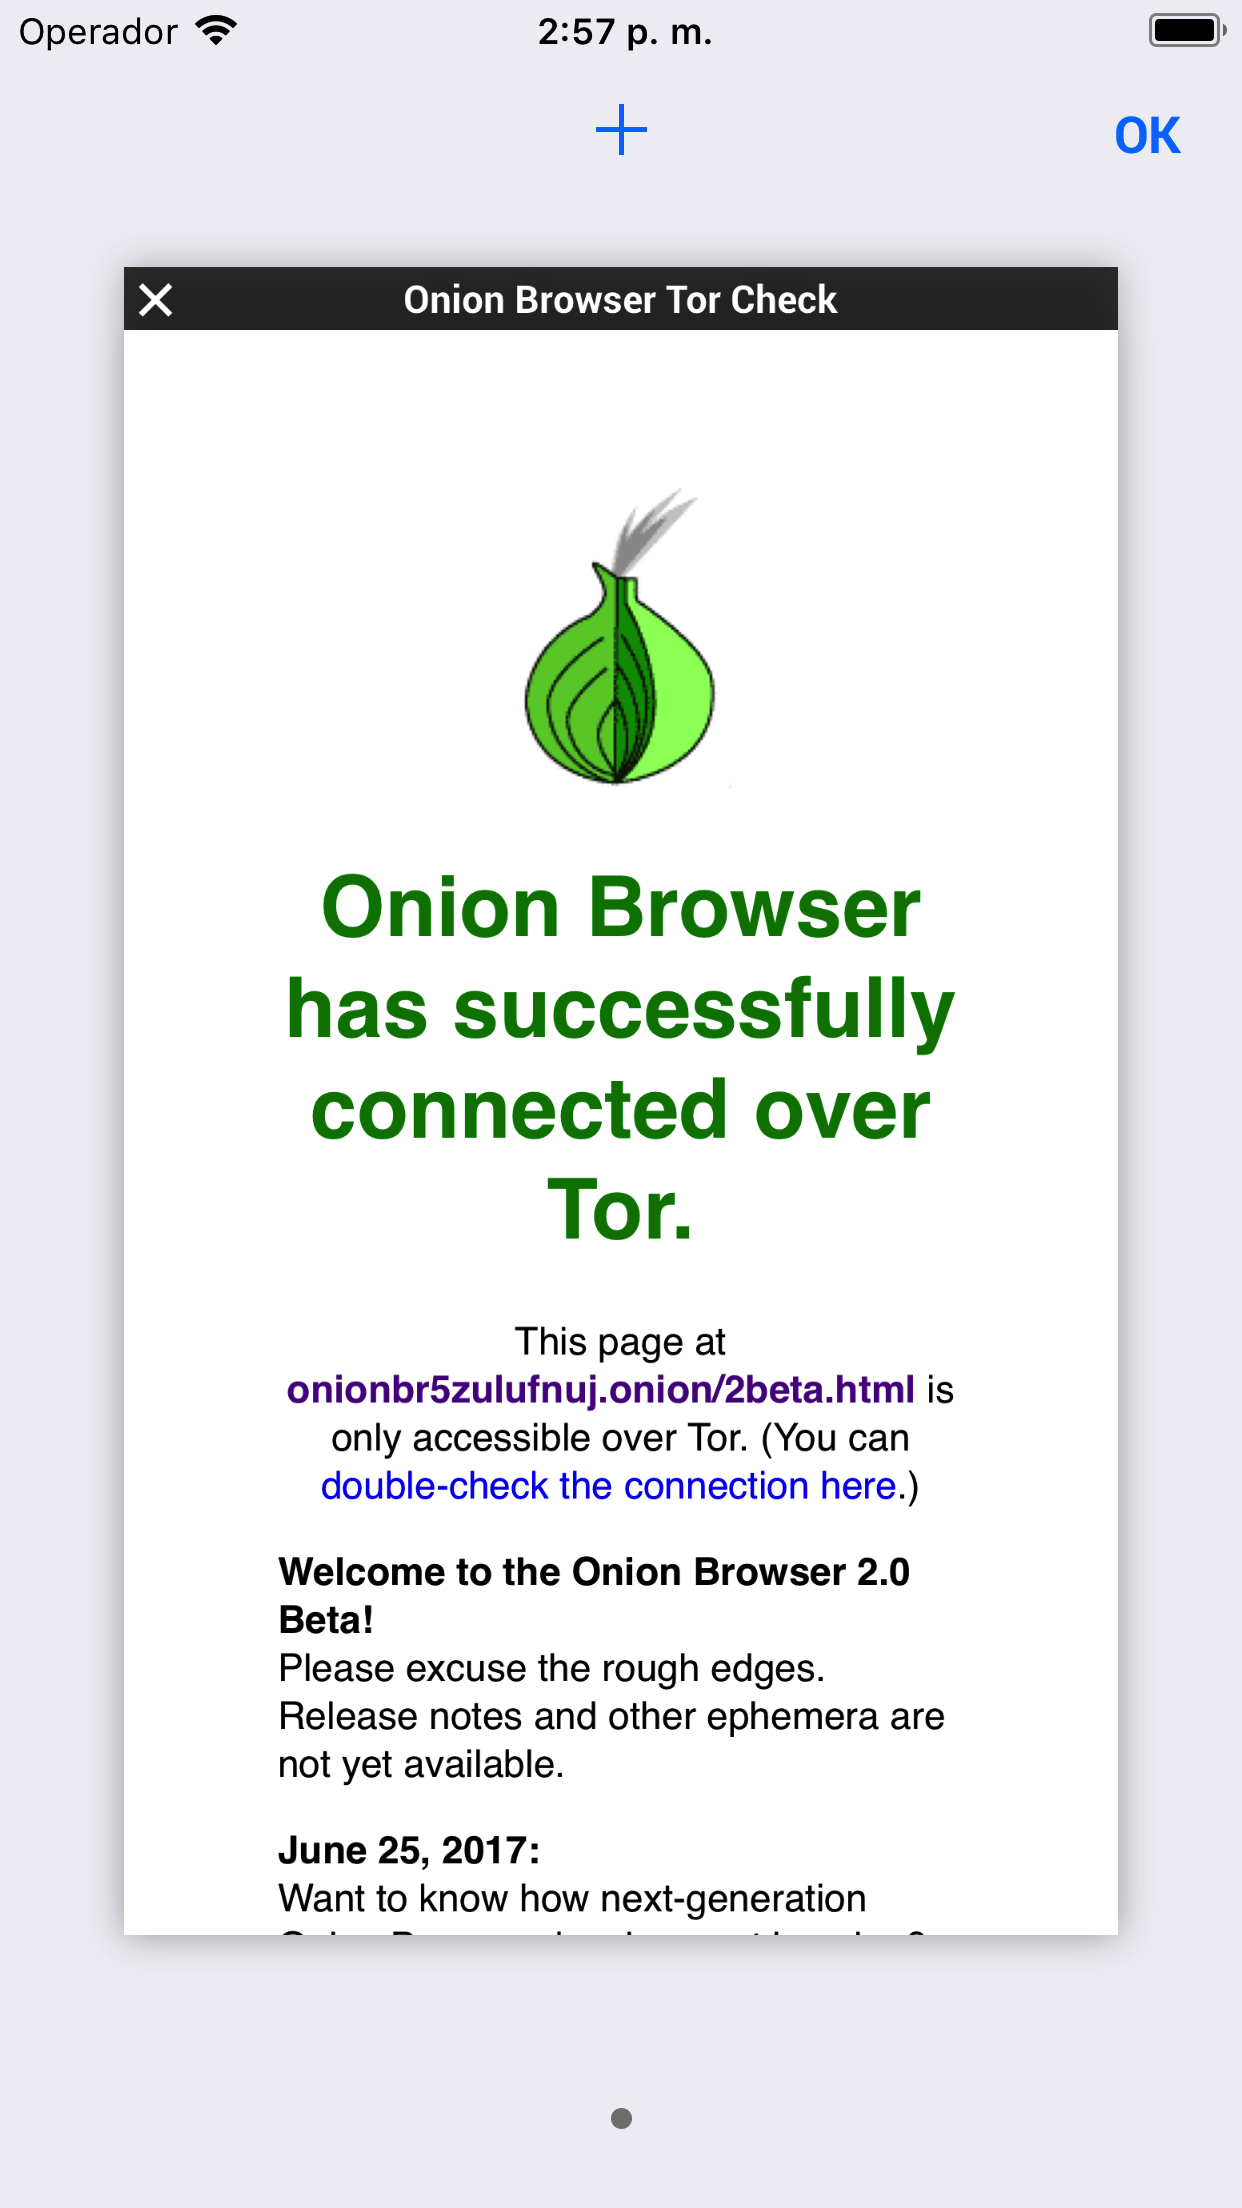 Operador
2:57 p. m.
OK
Onion Browser Tor Check
Onion Browser
has successfully
connected over
Tor.
This page at
onionbr5zulufnuj.onion/2beta.html is
only accessible over Tor. (You can
double-check the connection here.)
Welcome to the Onion Browser 2.0
Beta!
Please excuse the rough edges.
Release notes and other ephemera are
not yet available.
June 25, 2017:
Want to know how next-generation